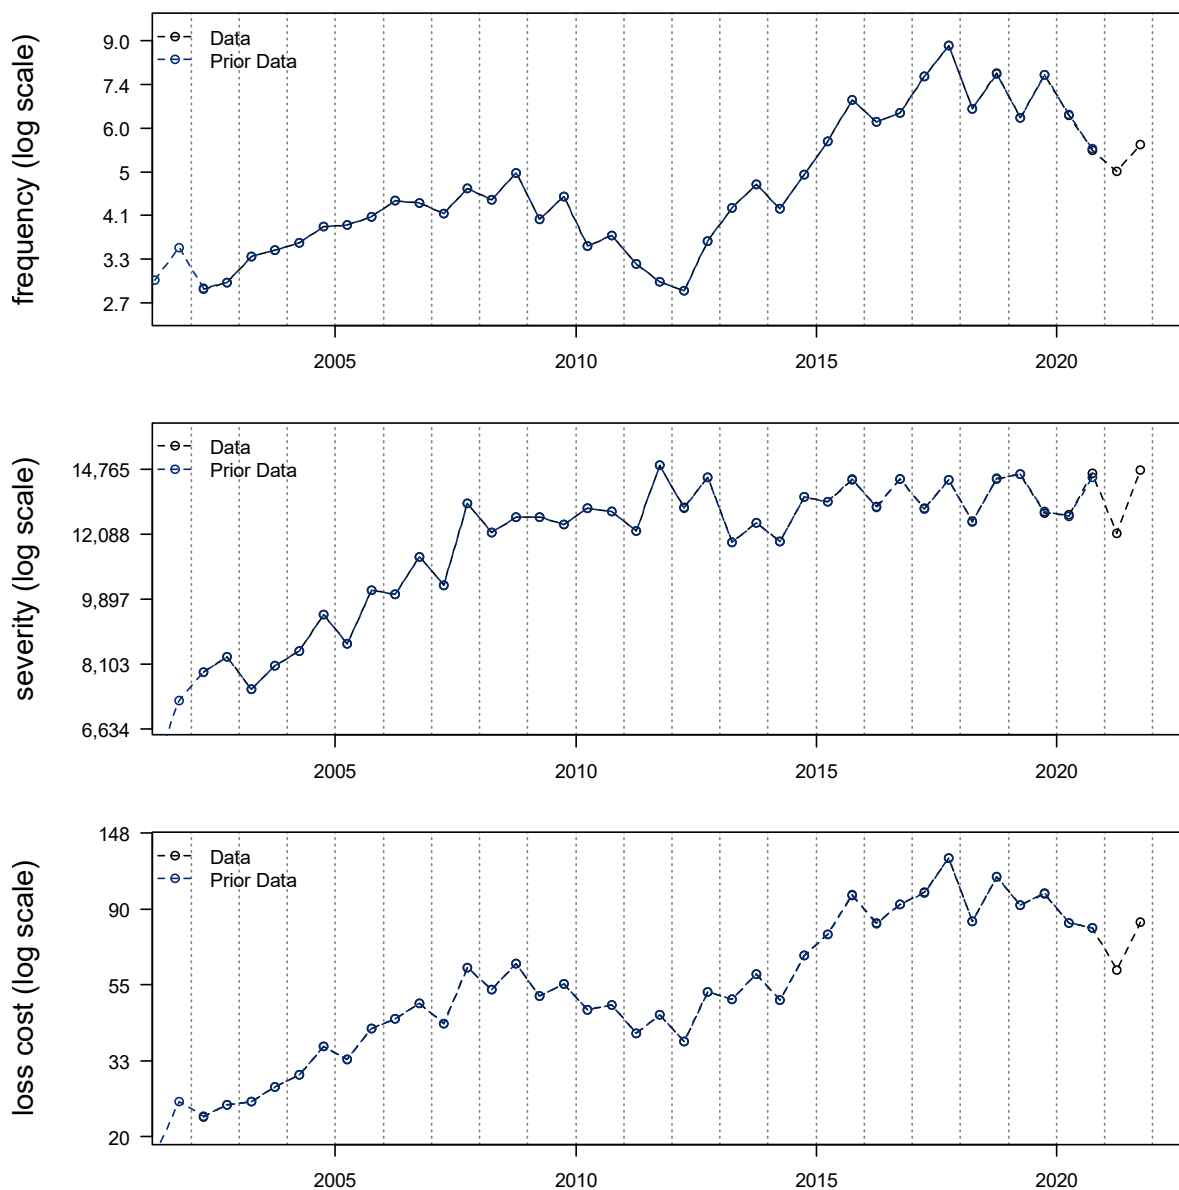 frequency (log scale)
9.0
7.4
6.0
5
4.1
3.3
2.7
Data
Prior Data
2005 2010 2015 2020
severity (log scale)
14,765
12,088
9,897
8,103
6,634
Data
Prior Data
2005 2010 2015 2020
loss cost (log scale)
148
90
55
33
20
Data
Prior Data
2005 2010 2015 2020